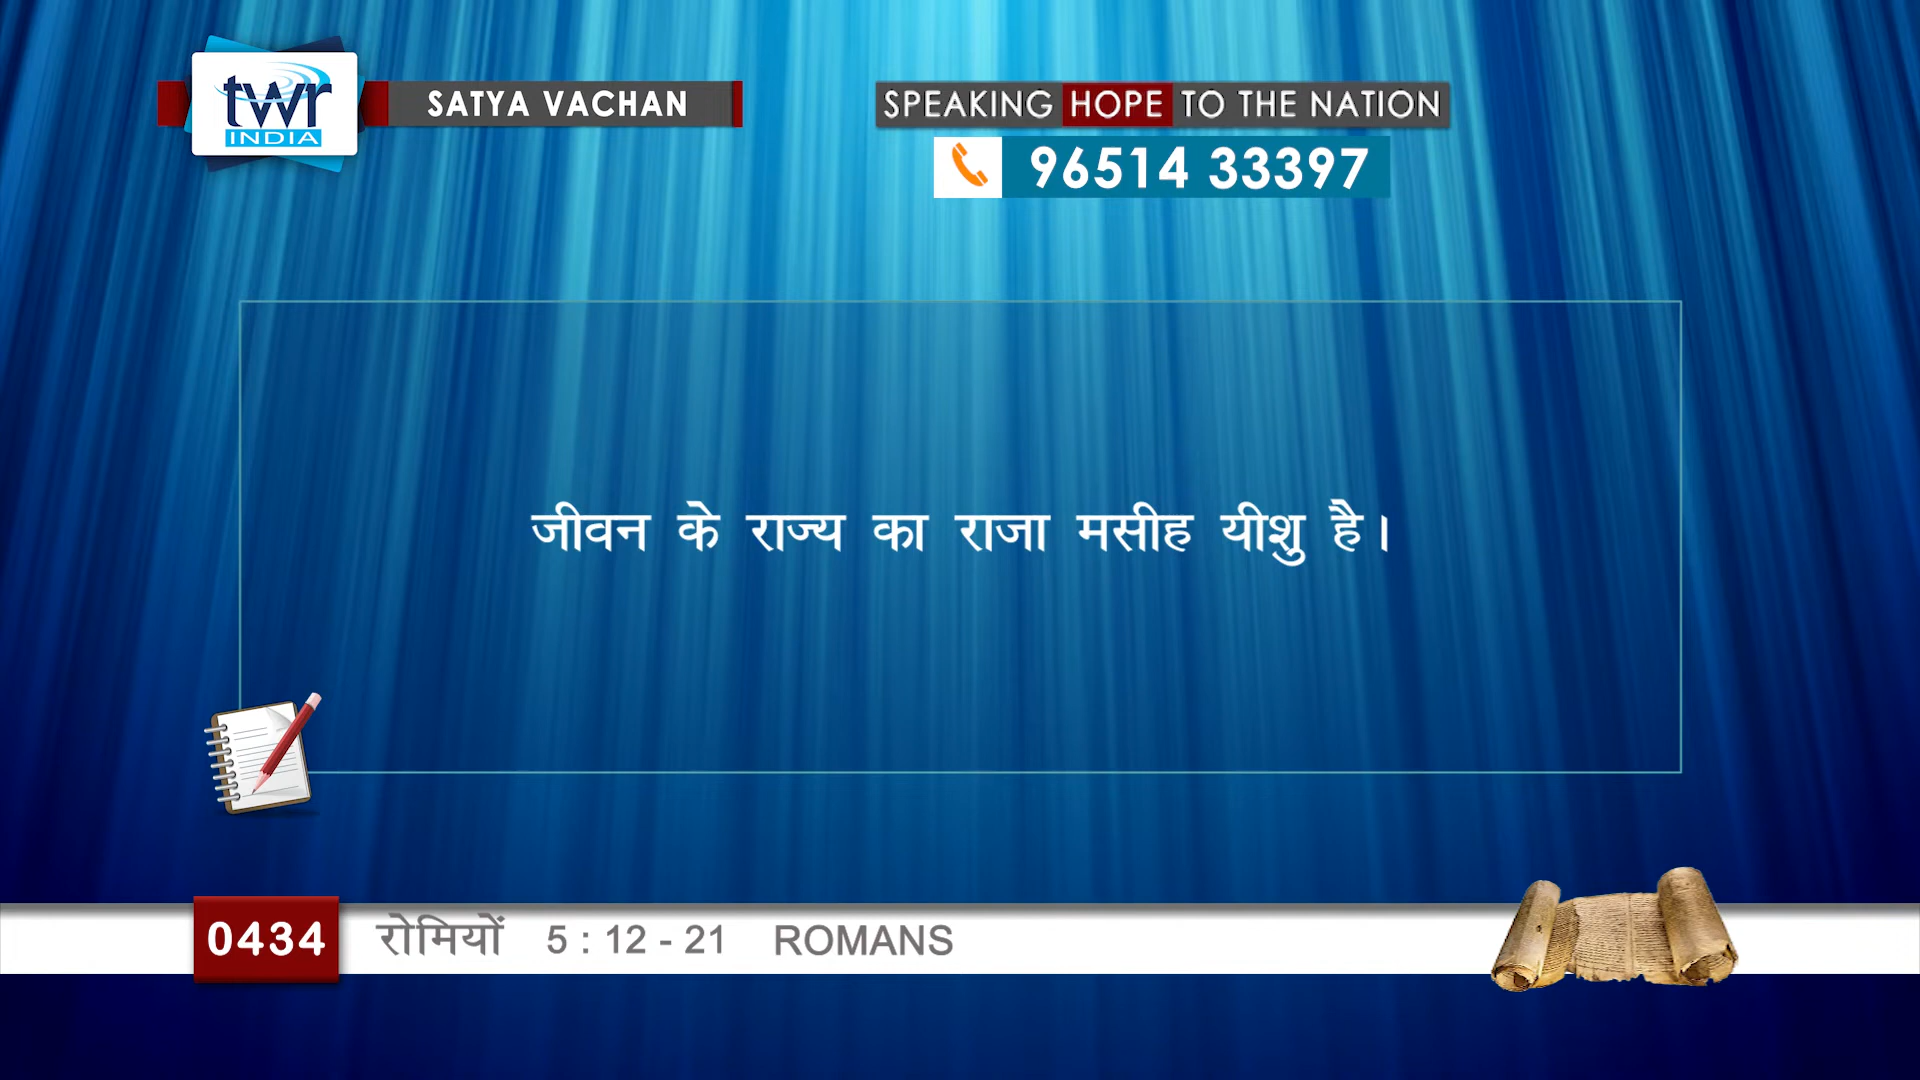 twr
INDIA
SATYA VACHAN
SPEAKING HOPE TO THE NATION
96514 33397
जीवन के राज्य का राजा मसीह यीशु है।
0434 रोमियों 5 : 12 - 21 ROMANS